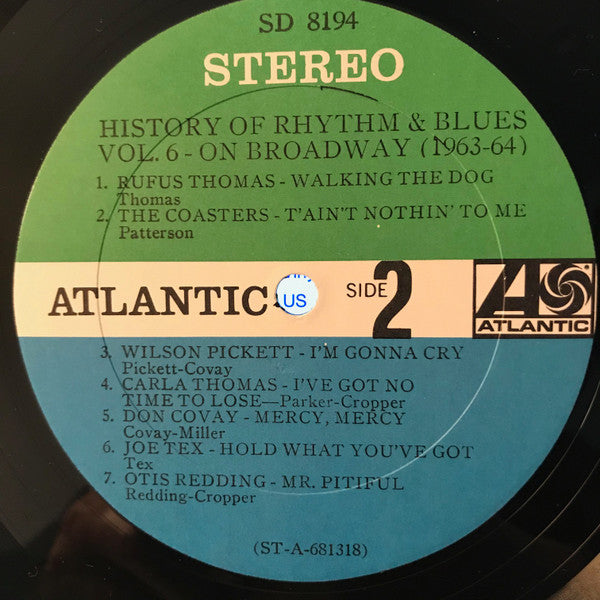 SD 8194
STEREO
HISTORY OF RHYTHM & BLUES
VOL. 6 - ON BROADWAY (1963-64)
1. RUFUS THOMAS - WALKING THE DOG
Thomas
2. THE COASTERS - T'AIN'T NOTHIN' TO ME
Patterson
ATLANTIC
US
SIDE 2
ATLANTIC
3. WILSON PICKETT - I'M GONNA CRY
Pickett-Covay
4. CARLA THOMAS - I'VE GOT NO
TIME TO LOSE—Parker-Cropper
5. DON COVAY - MERCY, MERCY
Covay-Miller
6. JOE TEX - HOLD WHAT YOU'VE GOT
Tex
7. OTIS REDDING - MR. PITIFUL
Redding-Cropper
(ST-A-681318)